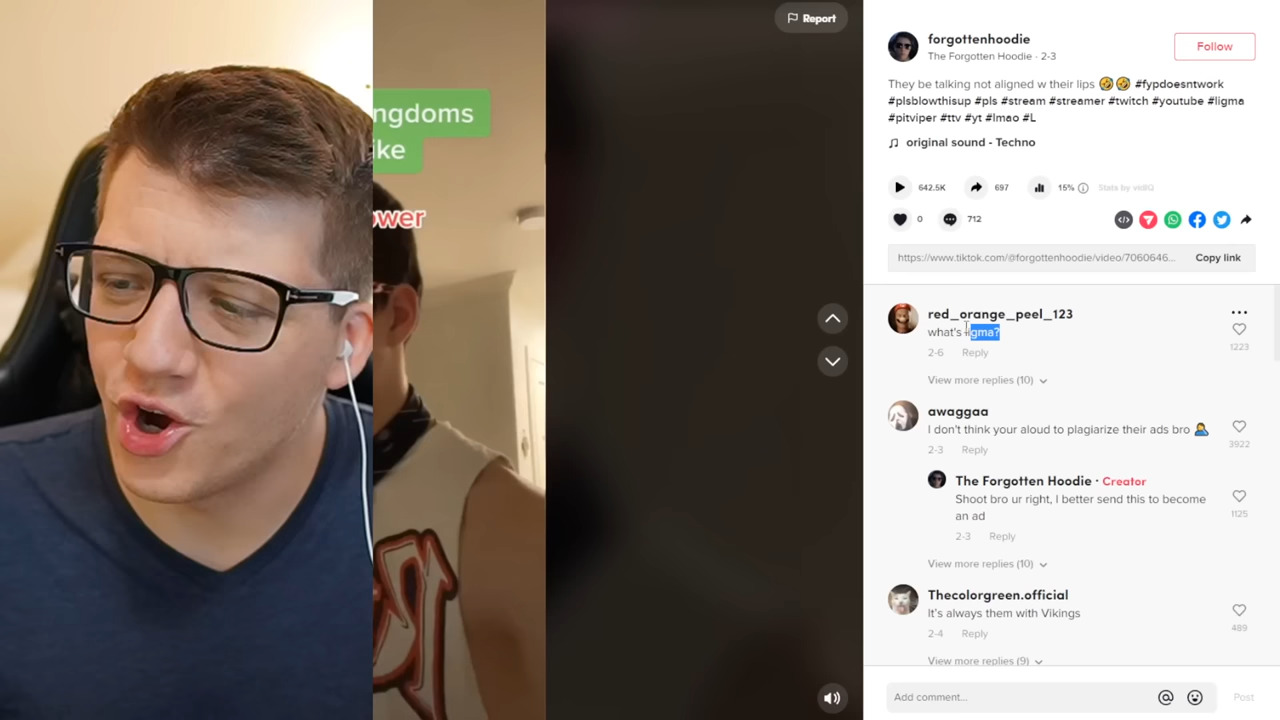 ngdoms
ike
ower
Report
forgottenhoodie
The Forgotten Hoodie · 2-3
Follow
They be talking not aligned w their lips 🤣🤣 #fypdoesntwork
#plsblowthisup #pls #stream #streamer #twitch #youtube #ligma
#pitviper #ttv #yt #lmao #L
original sound - Techno
642.5K 697 15% Stats by ve8Q
0 712
https://www.tiktok.com/@forgottenhoodie/video/7060646... Copy link
red_orange_peel_123
what's ligma?
1223
2-6 Reply
View more replies (10)
awaggaa
I don't think your aloud to plagiarize their ads bro 🤦‍♂️
3922
2-3 Reply
The Forgotten Hoodie · Creator
Shoot bro ur right, I better send this to become
an ad
1125
2-3 Reply
View more replies (10)
Thecolorgreen.official
It's always them with Vikings
489
2-4 Reply
View more replies (9)
Add comment... @ Post